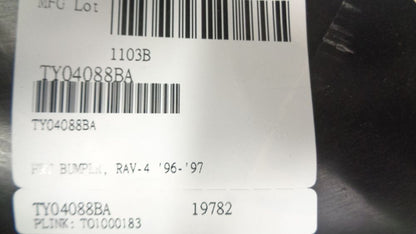 MFG Lot
1103B
TY04088BA
TY04088BA
BUMPER, RAV-4 '96-'97
TY04088BA 19782
PLINK: TO1000183